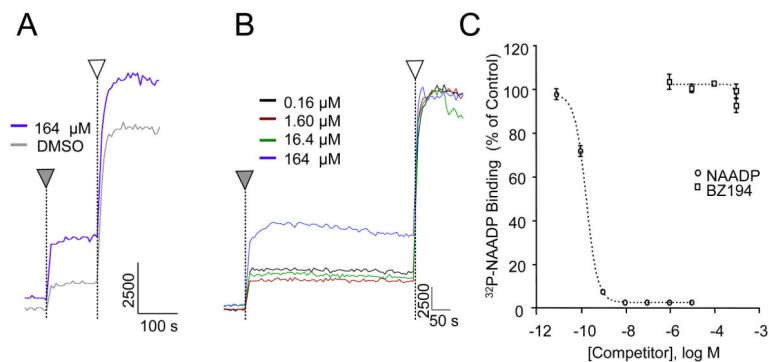 A
164 µM
DMSO
2500
100 s
B
0.16 µM
1.60 µM
16.4 µM
164 µM
2500
50 s
C
32P-NAADP Binding (% of Control)
120
100
80
60
40
20
0
NAADP
BZ194
-12 -11 -10 -9 -8 -7 -6 -5 -4 -3
[Competitor], log M